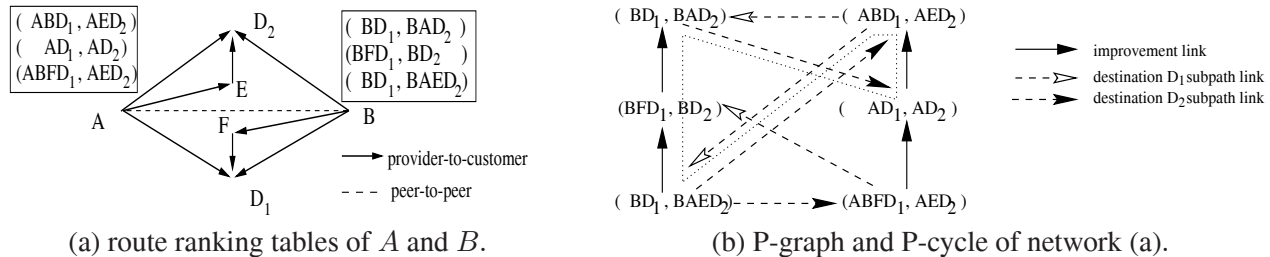 ( ABD1 , AED2 )
( AD1 , AD2 )
(ABFD1 , AED2 )
D2
( BD1 , BAD2 )
(BFD1 , BD2 )
( BD1 , BAED2)
E
A
B
F
D1
provider-to-customer
peer-to-peer
(a) route ranking tables of A and B.
( BD1 , BAD2 )
( ABD1 , AED2 )
(BFD1 , BD2 )
( AD1 , AD2 )
( BD1 , BAED2)
(ABFD1 , AED2 )
improvement link
destination D1 subpath link
destination D2 subpath link
(b) P-graph and P-cycle of network (a).